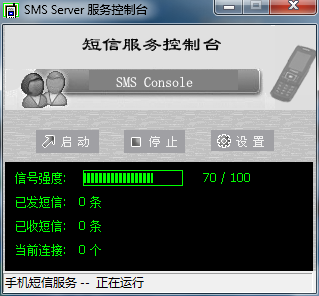 SMS Server 服务控制台
短信服务控制台
SMS Console
启动 停止 设置
信号强度: 70 / 100
已发短信: 0 条
已收短信: 0 条
当前连接: 0 个
手机短信服务 -- 正在运行